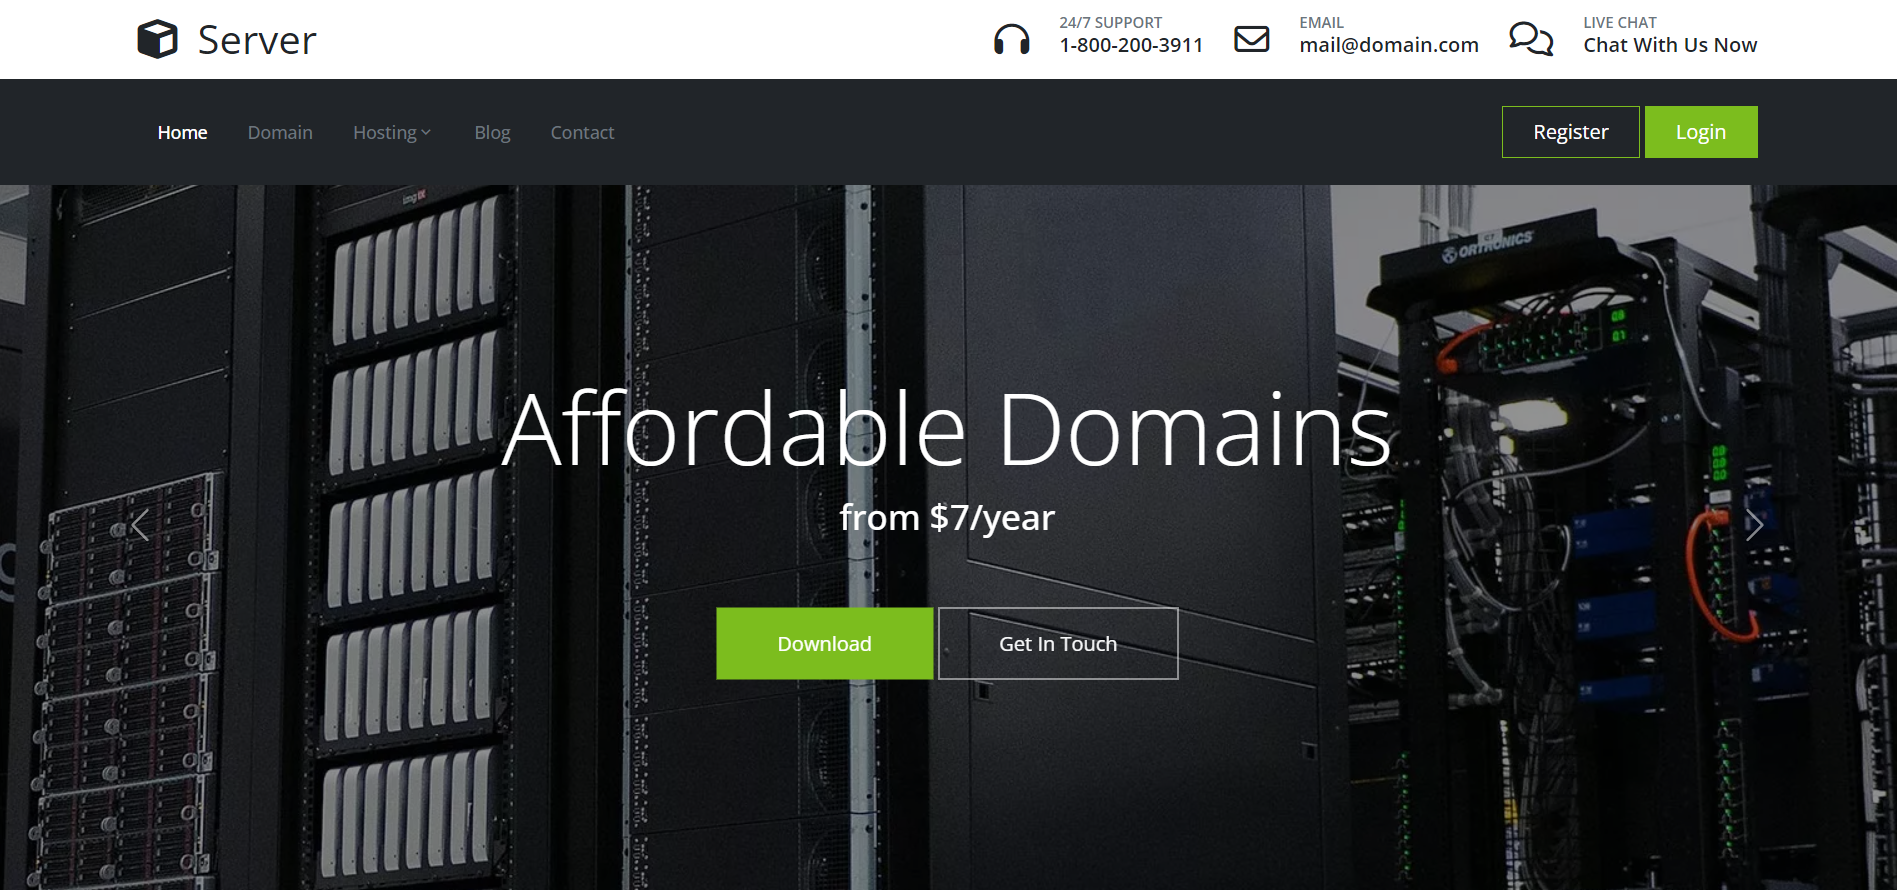 Server
24/7 SUPPORT
1-800-200-3911
EMAIL
mail@domain.com
LIVE CHAT
Chat With Us Now
Home
Domain
Hosting
Blog
Contact
Register
Login
ORTRONICS
Affordable Domains
from $7/year
Download
Get In Touch